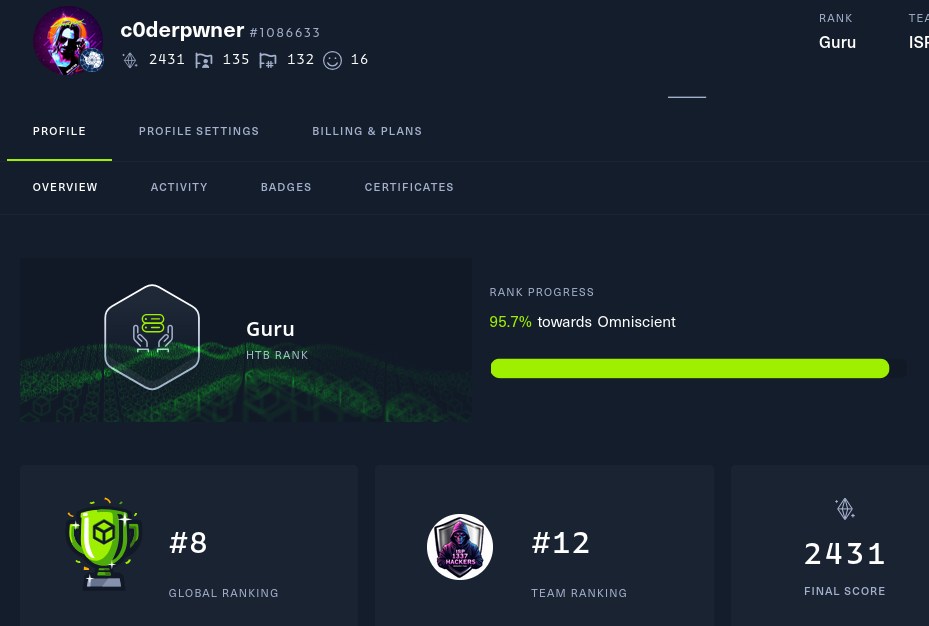 c0derpwner #1086633
2431 135 132 16
RANK TEA
Guru ISP
PROFILE PROFILE SETTINGS BILLING & PLANS
OVERVIEW ACTIVITY BADGES CERTIFICATES
Guru
HTB RANK
RANK PROGRESS
95.7% towards Omniscient
#8
GLOBAL RANKING
ISP
1337
HACKERS
#12
TEAM RANKING
2431
FINAL SCORE